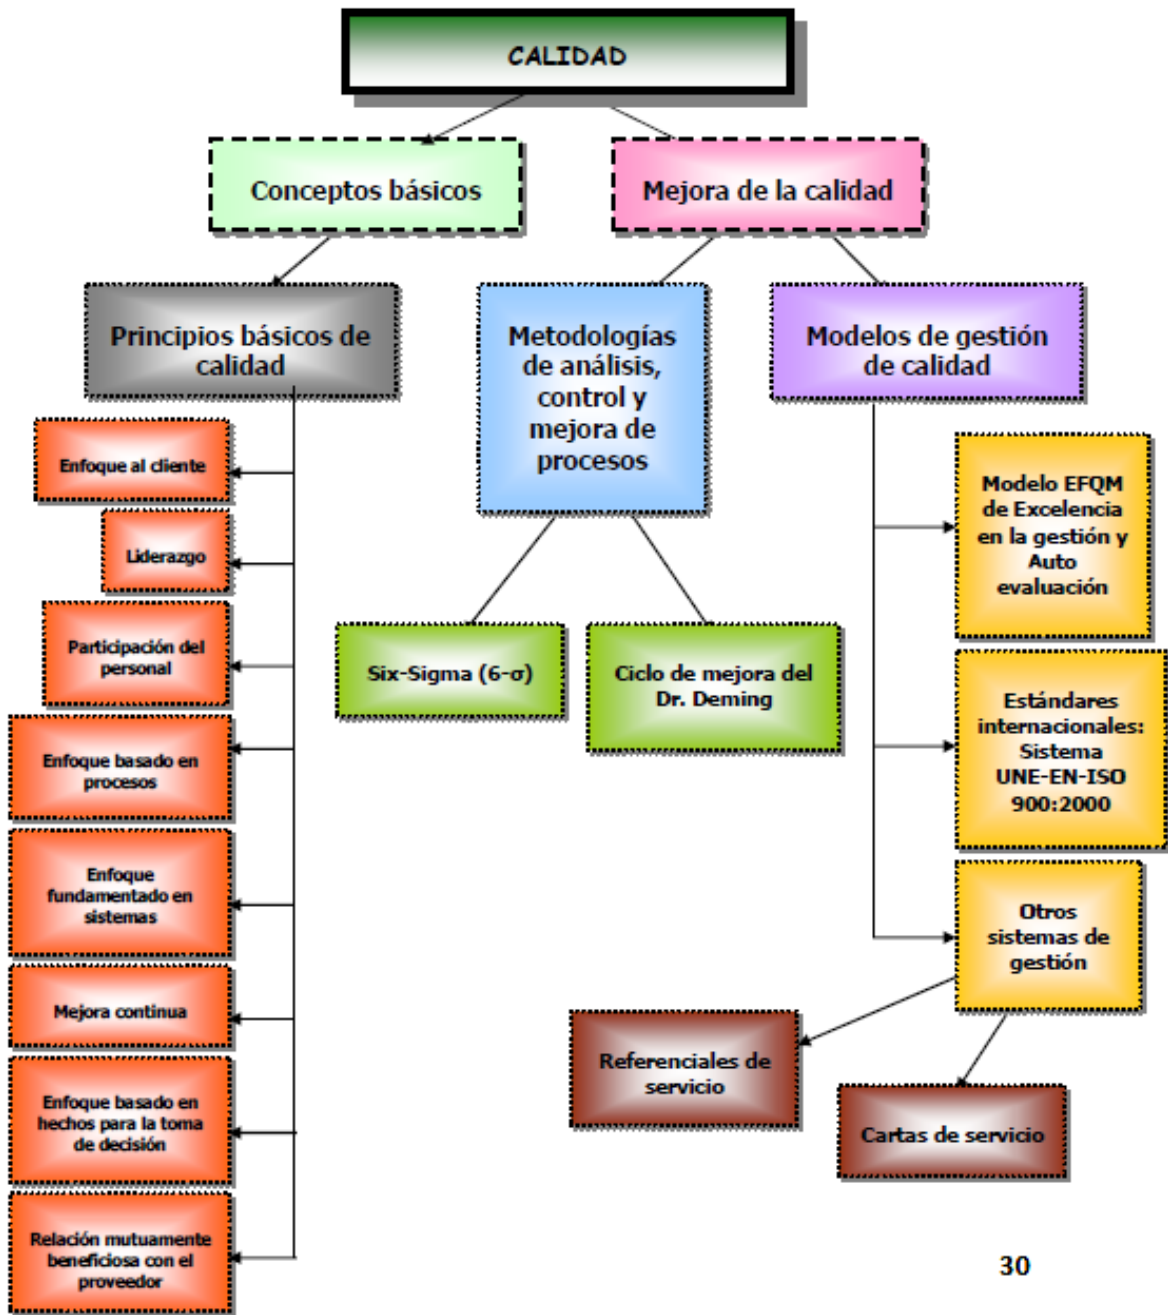 CALIDAD
Conceptos básicos
Mejora de la calidad
Principios básicos de
calidad
Enfoque al cliente
Liderazgo
Participación del
personal
Enfoque basado en
procesos
Enfoque
fundamentado en
sistemas
Mejora continua
Enfoque basado en
hechos para la toma
de decisión
Relación mutuamente
beneficiosa con el
proveedor
Metodologías
de análisis,
control y
mejora de
procesos
Six-Sigma (6-σ)
Ciclo de mejora del
Dr. Deming
Modelos de gestión
de calidad
Modelo EFQM
de Excelencia
en la gestión y
Auto
evaluación
Estándares
internacionales:
Sistema
UNE-EN-ISO
900:2000
Otros
sistemas de
gestión
Referenciales de
servicio
Cartas de servicio
30